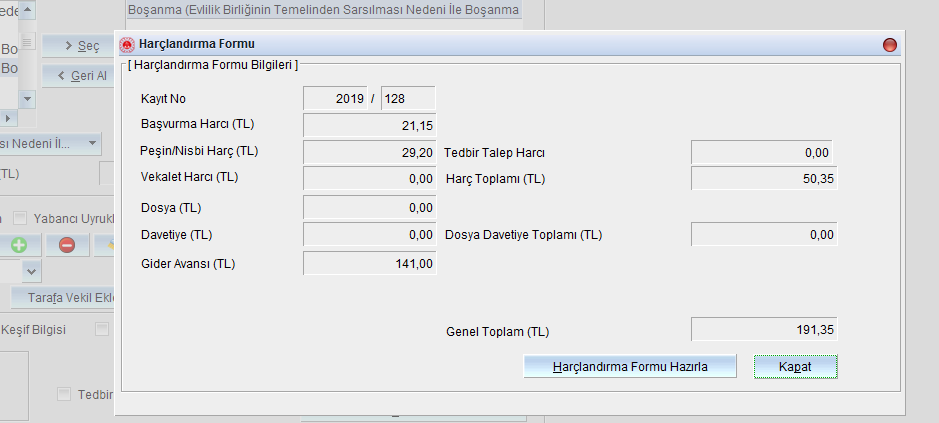 ede
Boşanma (Evlilik Birliğinin Temelinden Sarsılması Nedeni İle Boşanma
Bo
> Seç
Bo
< Geri Al
sı Nedeni İl...
(TL)
Yabancı Uyrukl
Tarafa Vekil Ekle
Keşif Bilgisi
Tedbir
Harçlandırma Formu
[ Harçlandırma Formu Bilgileri ]
Kayıt No 2019 / 128
Başvurma Harcı (TL) 21,15
Peşin/Nisbi Harç (TL) 29,20 Tedbir Talep Harcı 0,00
Vekalet Harcı (TL) 0,00 Harç Toplamı (TL) 50,35
Dosya (TL) 0,00
Davetiye (TL) 0,00 Dosya Davetiye Toplamı (TL) 0,00
Gider Avansı (TL) 141,00
Genel Toplam (TL) 191,35
Harçlandırma Formu Hazırla Kapat